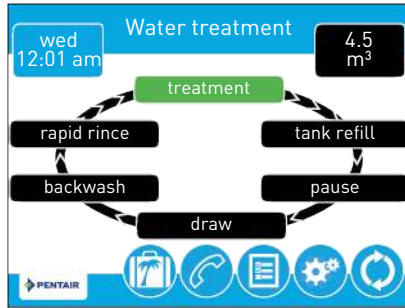 Water treatment
wed
12:01 am
4.5
m³
treatment
rapid rince
tank refill
backwash
pause
draw
PENTAIR